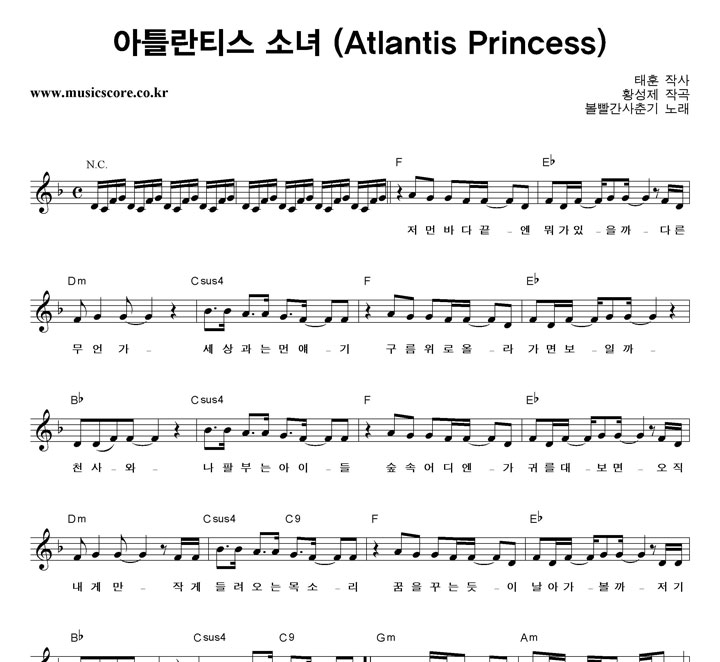 아틀란티스 소녀 (Atlantis Princess)
태훈 작사
www.musicscore.co.kr
황성제 작곡
볼빨간사춘기 노래
N.C. F E♭
저 먼 바 다 끝 – 엔 뭐 가 있 – 을 까 – 다 른
Dm Csus4 F E♭
무 언 가 – 세 상 과 는 먼 얘 – 기 구 름 위 로 올 – 라 가 면 보 – 일 까 –
B♭ Csus4 F E♭
천 사 – 와 – 나 팔 부 는 아 이 – 들 숲 속 어 디 엔 – 가 귀 를 대 – 보 면 – 오 직
Dm Csus4 C9 F E♭
내 게 만 – 작 게 들 려 오 는 목 소 – 리 꿈 을 꾸 는 듯 – 이 날 아 가 – 볼 까 – 저 기
B♭ Csus4 C9 Gm Am